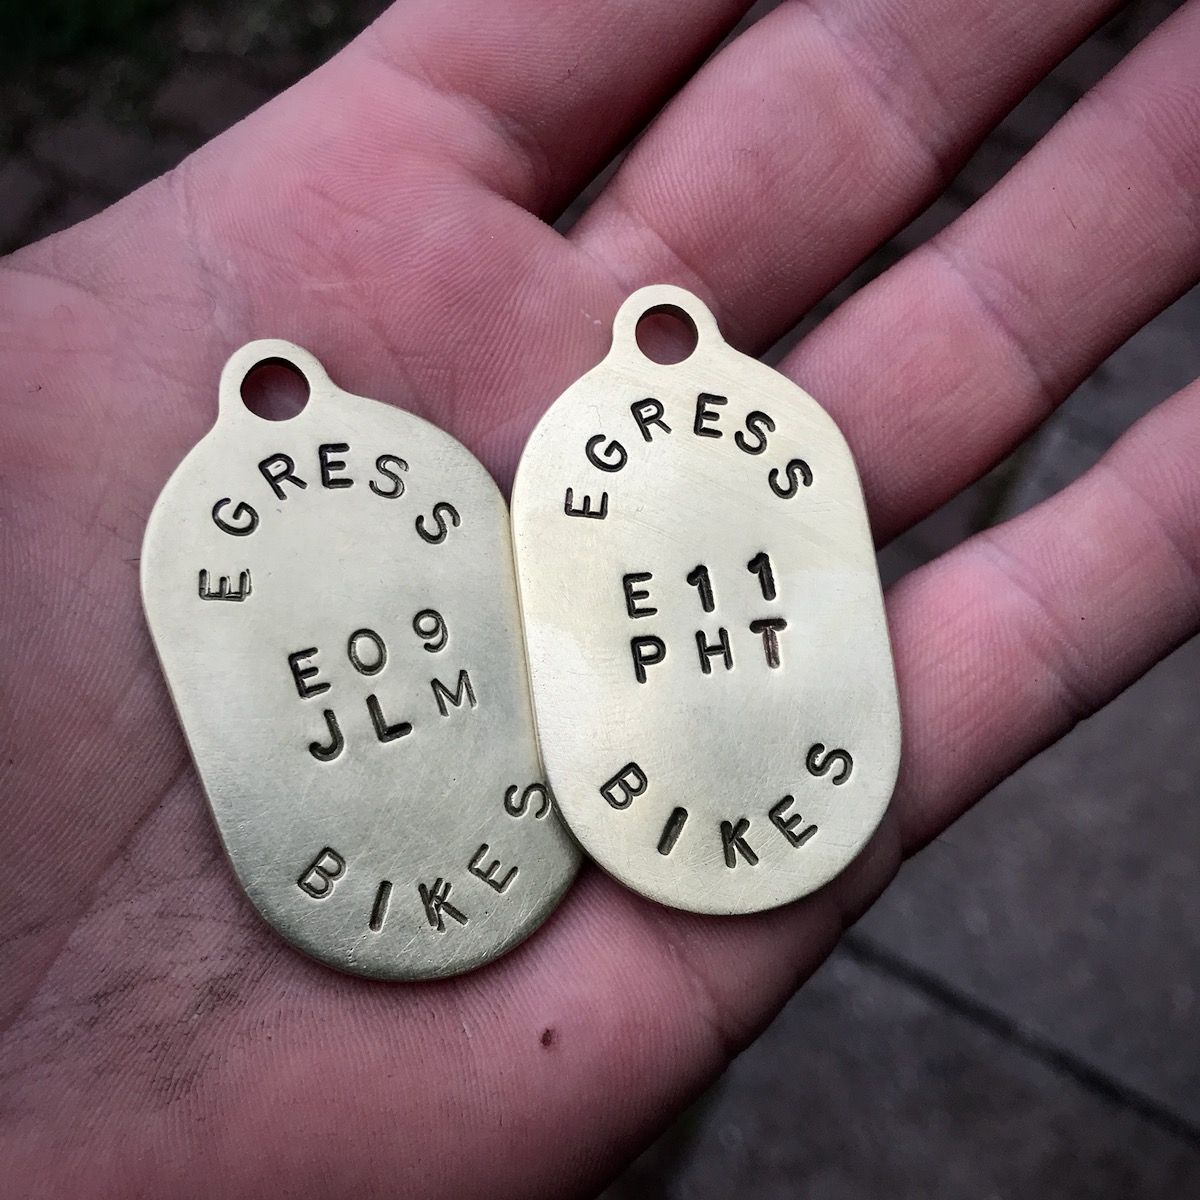 EGRESS
E09
JLM
BIKES
EGRESS
E11
PHT
BIKES